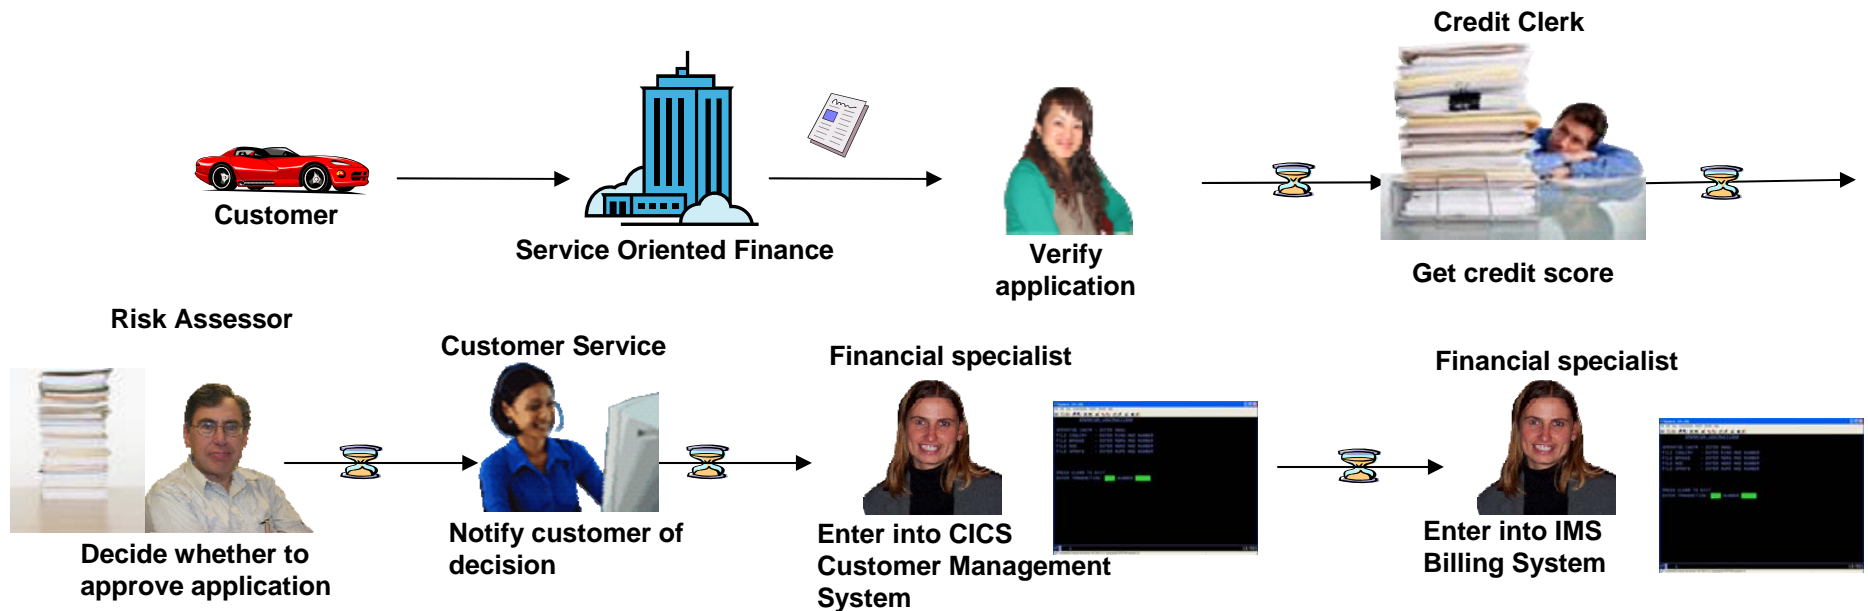 Credit Clerk
Customer
Service Oriented Finance
Verify
application
Get credit score
Risk Assessor
Customer Service
Financial specialist
Financial specialist
Decide whether to
approve application
Notify customer of
decision
Enter into CICS
Customer Management
System
Enter into IMS
Billing System